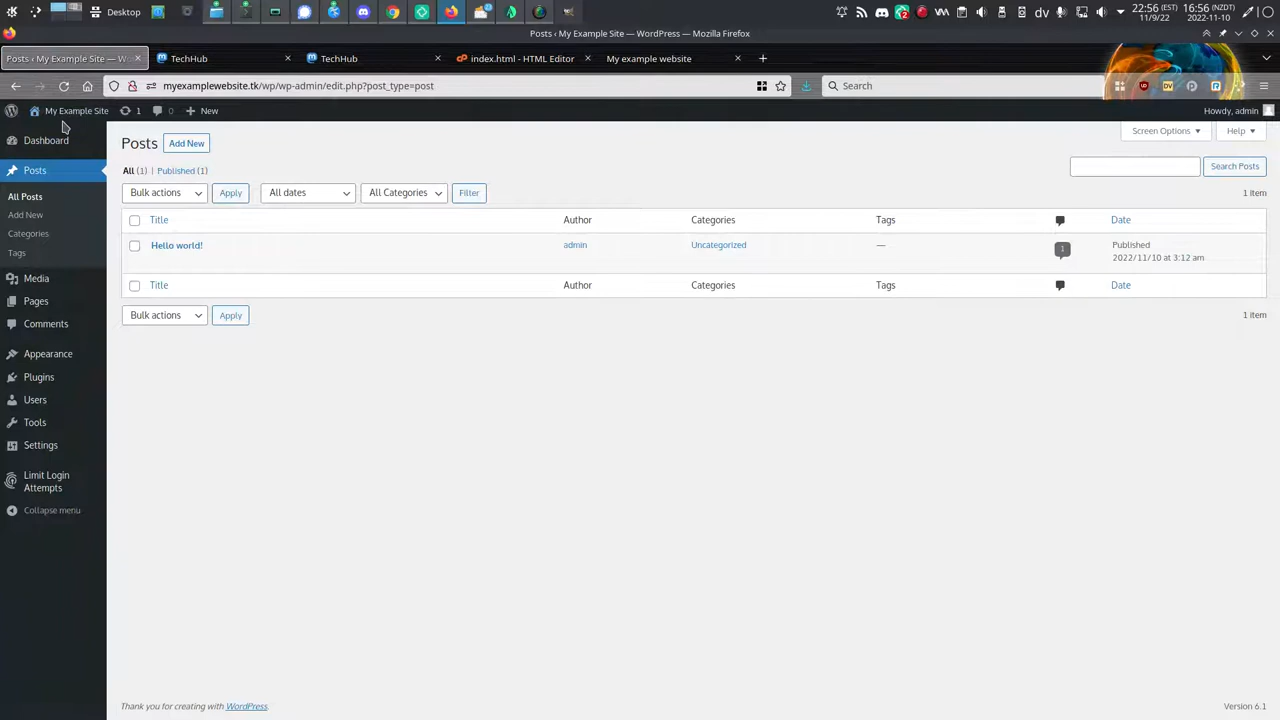 Desktop
dv
22:56 (EST)
11/9/22
16:56 (NZDT)
2022-11-10
Posts ‹ My Example Site — WordPress — Mozilla Firefox
Posts ‹ My Example Site — W
TechHub
TechHub
index.html - HTML Editor
My example website
myexamplewebsite.tk/wp/wp-admin/edit.php?post_type=post
Search
My Example Site
1
0
New
Howdy, admin
Dashboard
Posts
All Posts
Add New
Categories
Tags
Media
Pages
Comments
Appearance
Plugins
Users
Tools
Settings
Limit Login
Attempts
Collapse menu
Posts
Add New
Screen Options
Help
All (1) | Published (1)
Search Posts
Bulk actions
Apply
All dates
All Categories
Filter
1 item
Title
Author
Categories
Tags
Date
Hello world!
admin
Uncategorized
—
1
Published
2022/11/10 at 3:12 am
Title
Author
Categories
Tags
Date
Bulk actions
Apply
1 item
Thank you for creating with WordPress.
Version 6.1